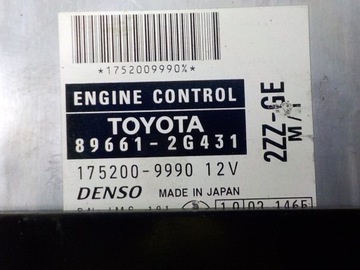 *1752009990%*
ENGINE CONTROL
TOYOTA
89661-2G431
175200-9990 12V
DENSO MADE IN JAPAN
2ZZ-GE
M/T